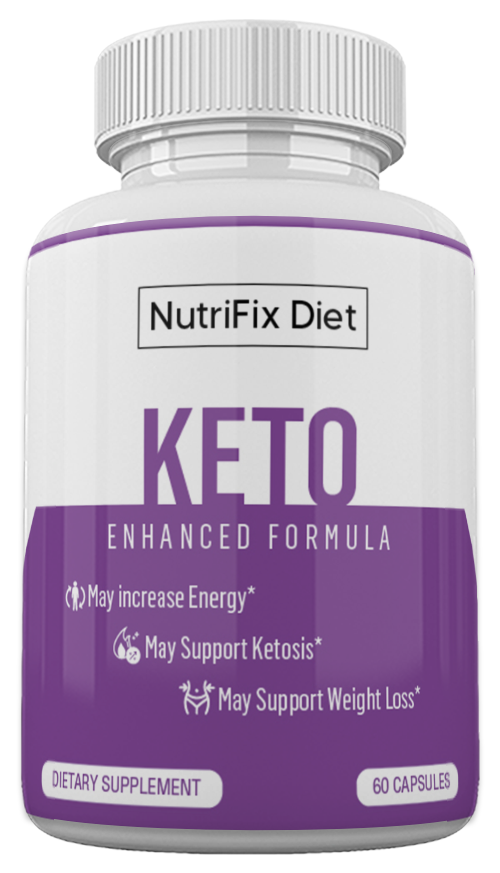 NutriFix Diet
KETO
ENHANCED FORMULA
May increase Energy*
May Support Ketosis*
May Support Weight Loss*
DIETARY SUPPLEMENT
60 CAPSULES